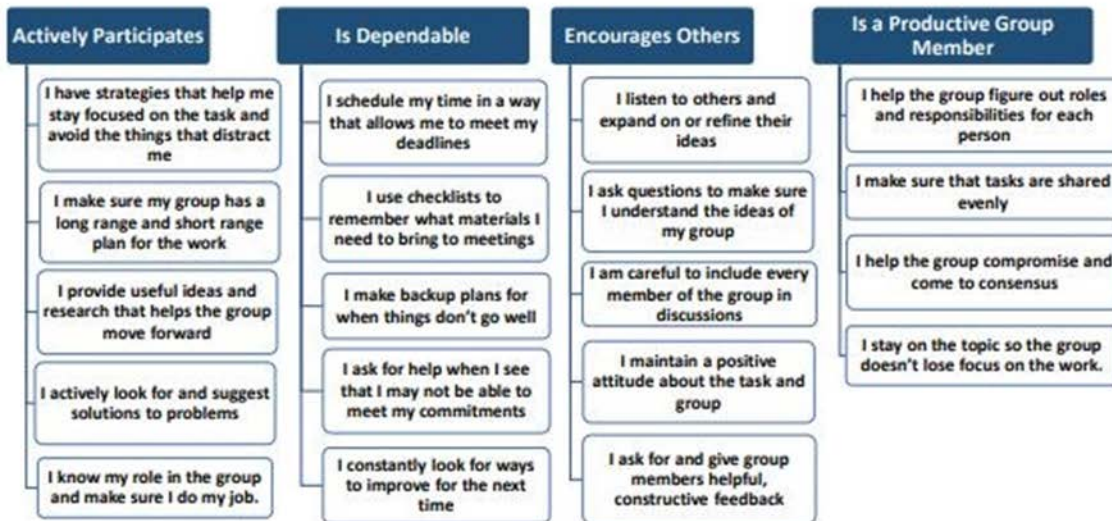 Actively Participates
I have strategies that help me
stay focused on the task and
avoid the things that distract
me
I make sure my group has a
long range and short range
plan for the work
I provide useful ideas and
research that helps the group
move forward
I actively look for and suggest
solutions to problems
I know my role in the group
and make sure I do my job.
Is Dependable
I schedule my time in a way
that allows me to meet my
deadlines
I use checklists to
remember what materials I
need to bring to meetings
I make backup plans for
when things don't go well
I ask for help when I see
that I may not be able to
meet my commitments
I constantly look for ways
to improve for the next
time
Encourages Others
I listen to others and
expand on or refine their
ideas
I ask questions to make sure
I understand the ideas of
my group
I am careful to include every
member of the group in
discussions
I maintain a positive
attitude about the task and
group
I ask for and give group
members helpful,
constructive feedback
Is a Productive Group
Member
I help the group figure out roles
and responsibilities for each
person
I make sure that tasks are shared
evenly
I help the group compromise and
come to consensus
I stay on the topic so the group
doesn't lose focus on the work.